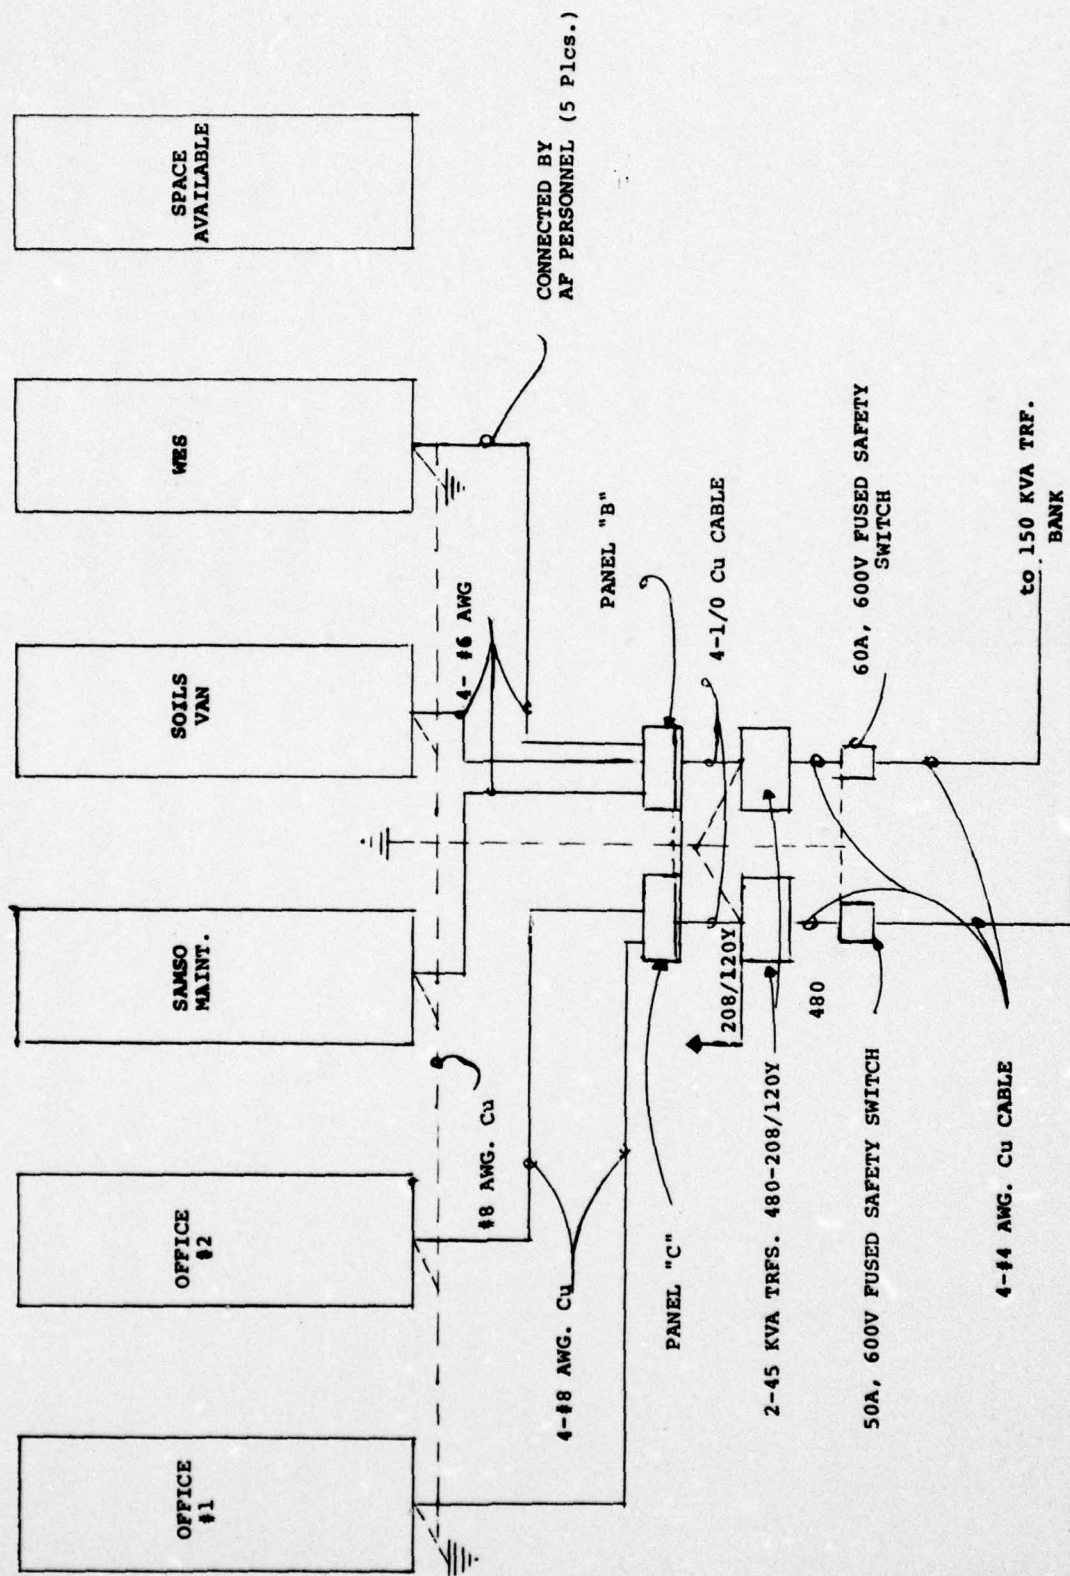 OFFICE
#1
OFFICE
#2
SAMSO
MAINT.
SOILS
VAN
WES
SPACE
AVAILABLE
#8 AWG. Cu
4- #6 AWG
CONNECTED BY
AF PERSONNEL (5 Plcs.)
4-#8 AWG. Cu
PANEL "C"
PANEL "B"
208/120Y
4-1/0 Cu CABLE
2-45 KVA TRFS. 480-208/120Y
480
50A, 600V FUSED SAFETY SWITCH
60A, 600V FUSED SAFETY
SWITCH
4-#4 AWG. Cu CABLE
to 150 KVA TRF.
BANK